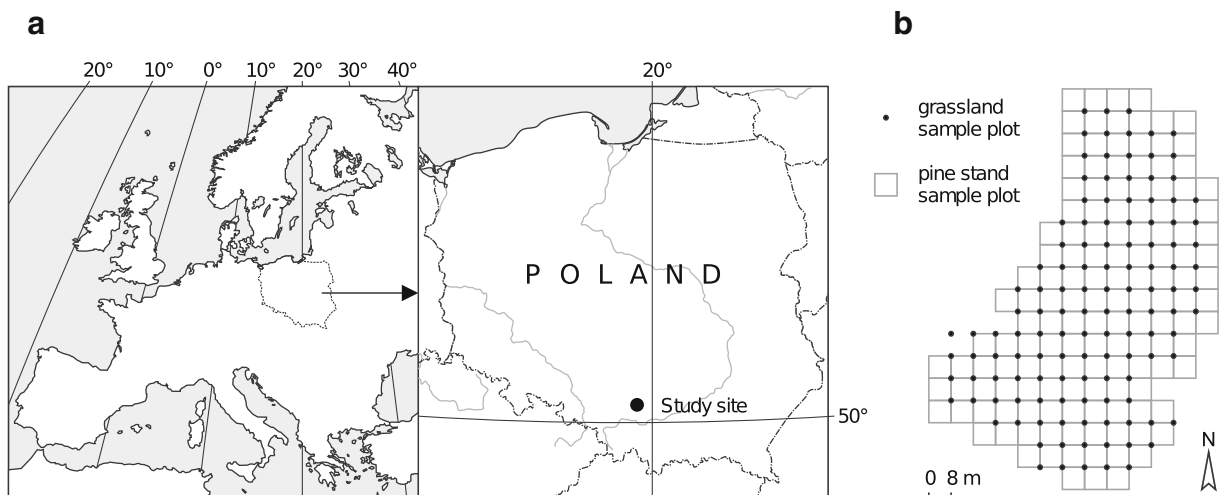 a
b
20° 10° 0° 10° 20° 30° 40°
20°
grassland
sample plot
pine stand
sample plot
POLAND
Study site
50°
N
0 8 m